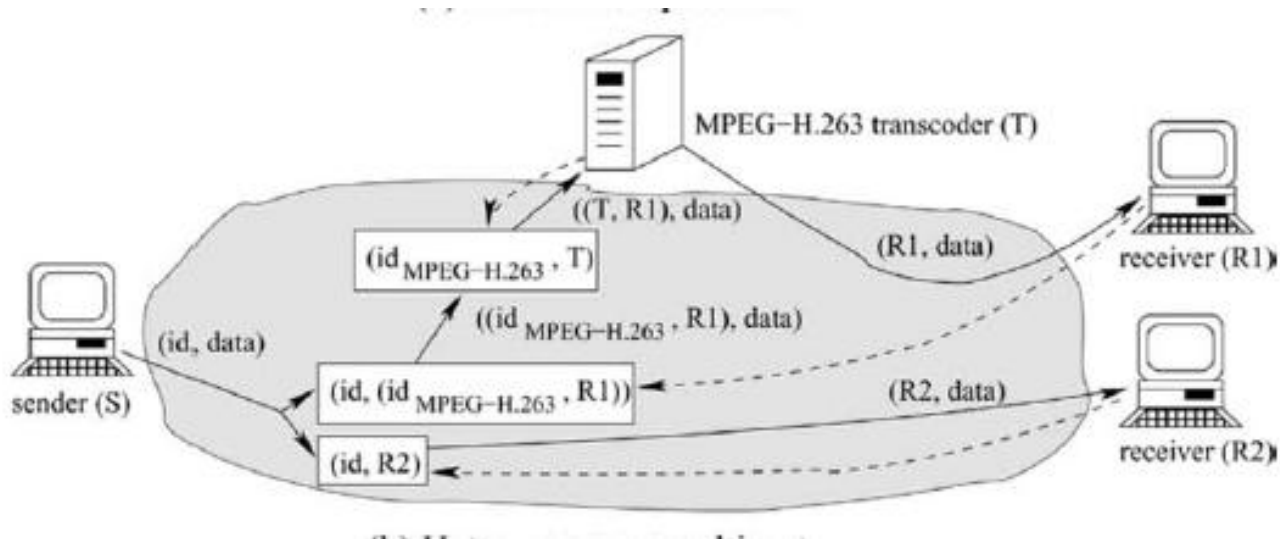 MPEG−H.263 transcoder (T)
((T, R1), data)
(R1, data)
receiver (R1)
(id MPEG−H.263 , T)
((id MPEG−H.263 , R1), data)
(id, data)
sender (S)
(id, (id MPEG−H.263 , R1))
(R2, data)
(id, R2)
receiver (R2)